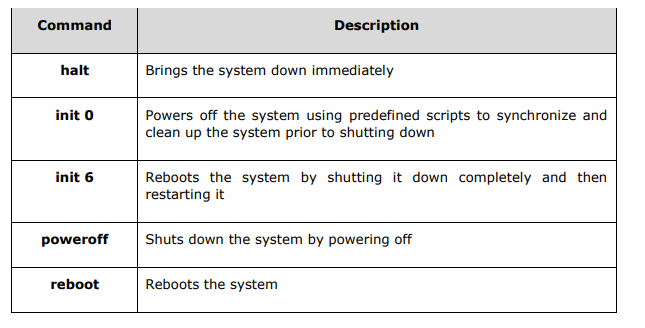 Command Description
halt Brings the system down immediately
init 0 Powers off the system using predefined scripts to synchronize and
clean up the system prior to shutting down
init 6 Reboots the system by shutting it down completely and then
restarting it
poweroff Shuts down the system by powering off
reboot Reboots the system